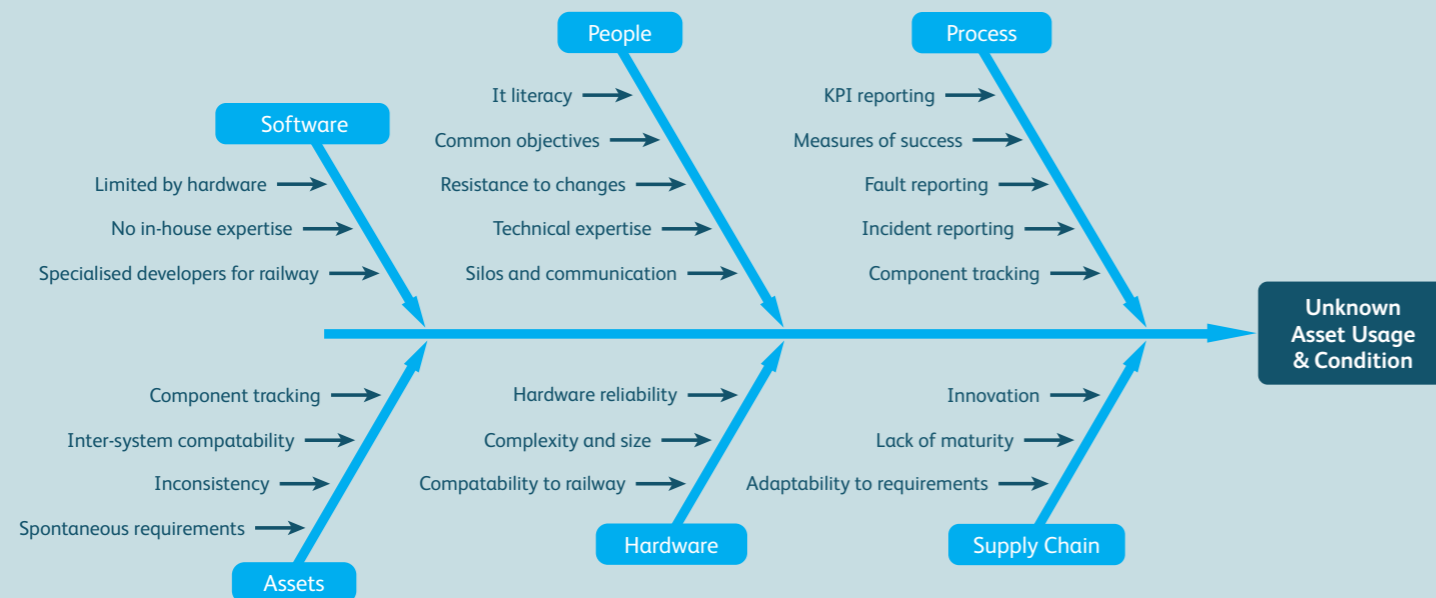 People
It literacy
Common objectives
Resistance to changes
Technical expertise
Silos and communication
Process
KPI reporting
Measures of success
Fault reporting
Incident reporting
Component tracking
Software
Limited by hardware
No in-house expertise
Specialised developers for railway
Unknown
Asset Usage
& Condition
Component tracking
Inter-system compatability
Inconsistency
Spontaneous requirements
Assets
Hardware reliability
Complexity and size
Compatability to railway
Hardware
Innovation
Lack of maturity
Adaptability to requirements
Supply Chain